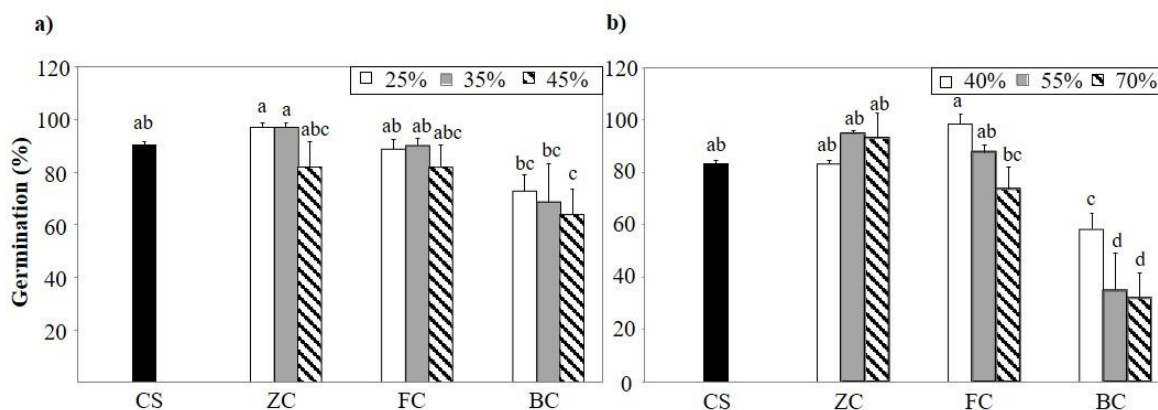 a)
120
100
80
60
40
20
Germination (%)
25% 35% 45%
ab
a a abc
ab ab abc
bc bc c
CS ZC FC BC
b)
120
100
80
60
40
20
0
40% 55% 70%
ab
ab ab ab
a ab bc
c d d
CS ZC FC BC